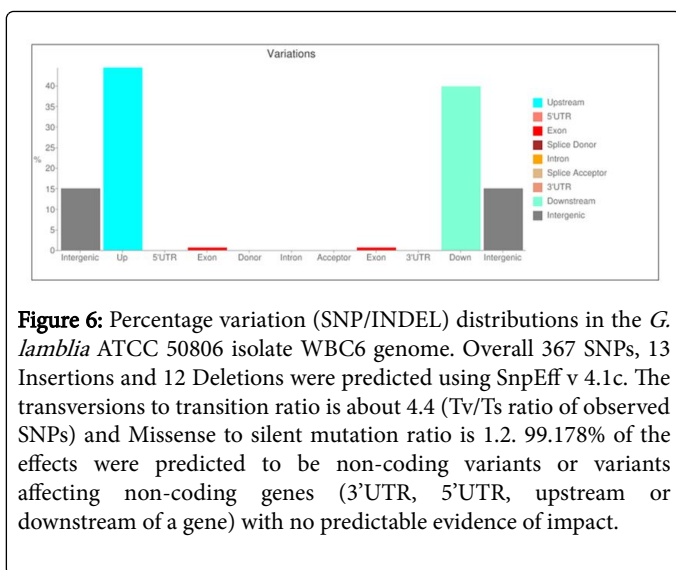 Variations
40
35
30
25
20
15
10
5
0
%
Intergenic Up 5'UTR Exon Donor Intron Acceptor Exon 3'UTR Down Intergenic
Upstream
5'UTR
Exon
Splice Donor
Intron
Splice Acceptor
3'UTR
Downstream
Intergenic
Figure 6: Percentage variation (SNP/INDEL) distributions in the G.
lamblia ATCC 50806 isolate WBC6 genome. Overall 367 SNPs, 13
Insertions and 12 Deletions were predicted using SnpEff v 4.1c. The
transversions to transition ratio is about 4.4 (Tv/Ts ratio of observed
SNPs) and Missense to silent mutation ratio is 1.2. 99.178% of the
effects were predicted to be non-coding variants or variants
affecting non-coding genes (3’UTR, 5’UTR, upstream or
downstream of a gene) with no predictable evidence of impact.